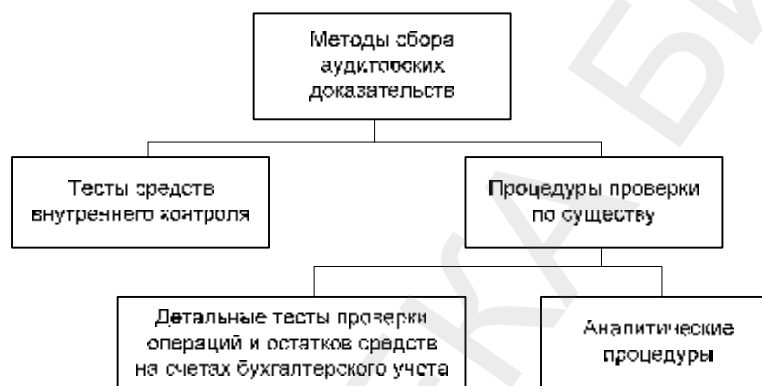 Методы сбора
аудиторских
доказательств
Тесты средств
внутреннего контроля
Процедуры проверки
по существу
Детальные тесты проверки
операций и остатков средств
на счетах бухгалтерского учета
Аналитические
процедуры